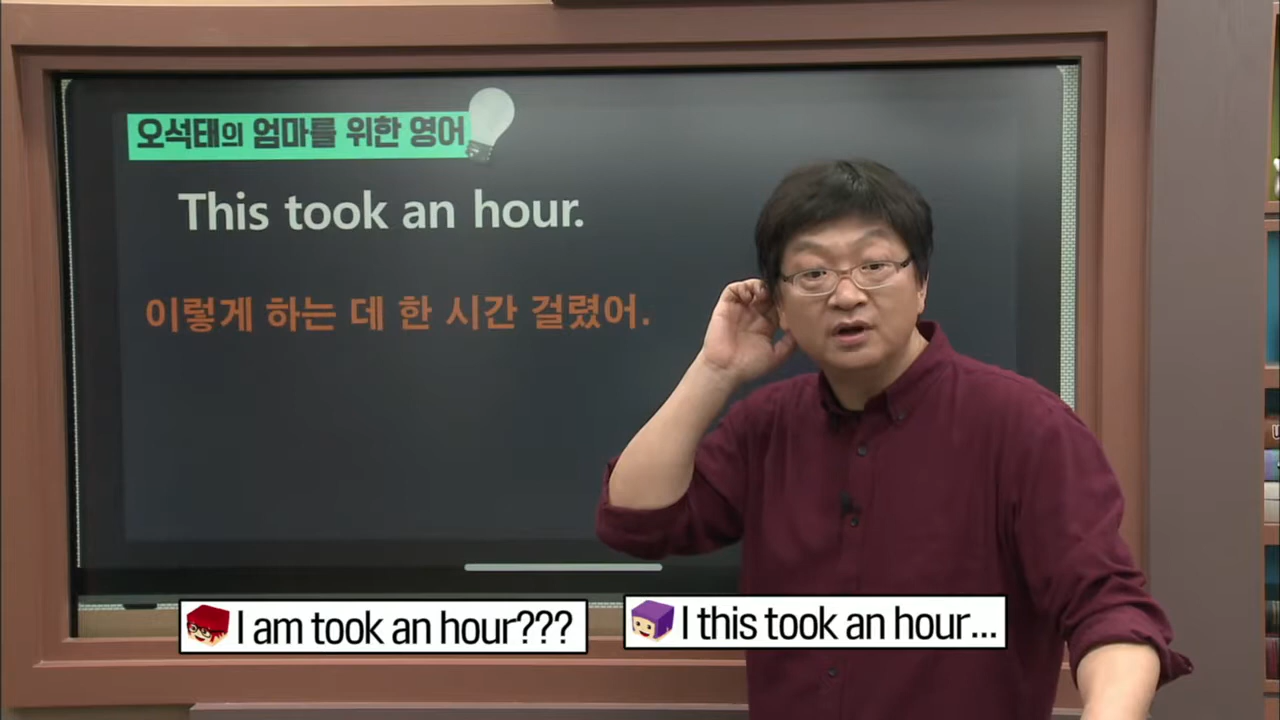 오석태의 엄마를 위한 영어
This took an hour.
이렇게 하는 데 한 시간 걸렸어.
I am took an hour???
I this took an hour...